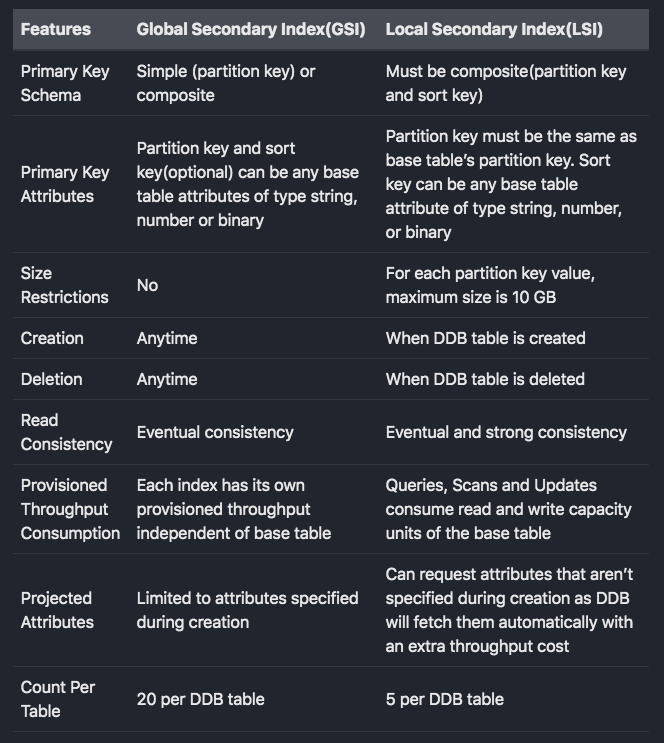 Features Global Secondary Index(GSI) Local Secondary Index(LSI)
Primary Key
Schema
Simple (partition key) or
composite
Must be composite(partition key
and sort key)
Primary Key
Attributes
Partition key and sort
key(optional) can be any base
table attributes of type string,
number or binary
Partition key must be the same as
base table’s partition key. Sort
key can be any base table
attribute of type string, number,
or binary
Size
Restrictions
No
For each partition key value,
maximum size is 10 GB
Creation
Anytime
When DDB table is created
Deletion
Anytime
When DDB table is deleted
Read
Consistency
Eventual consistency
Eventual and strong consistency
Provisioned
Throughput
Consumption
Each index has its own
provisioned throughput
independent of base table
Queries, Scans and Updates
consume read and write capacity
units of the base table
Projected
Attributes
Limited to attributes specified
during creation
Can request attributes that aren’t
specified during creation as DDB
will fetch them automatically with
an extra throughput cost
Count Per
Table
20 per DDB table
5 per DDB table